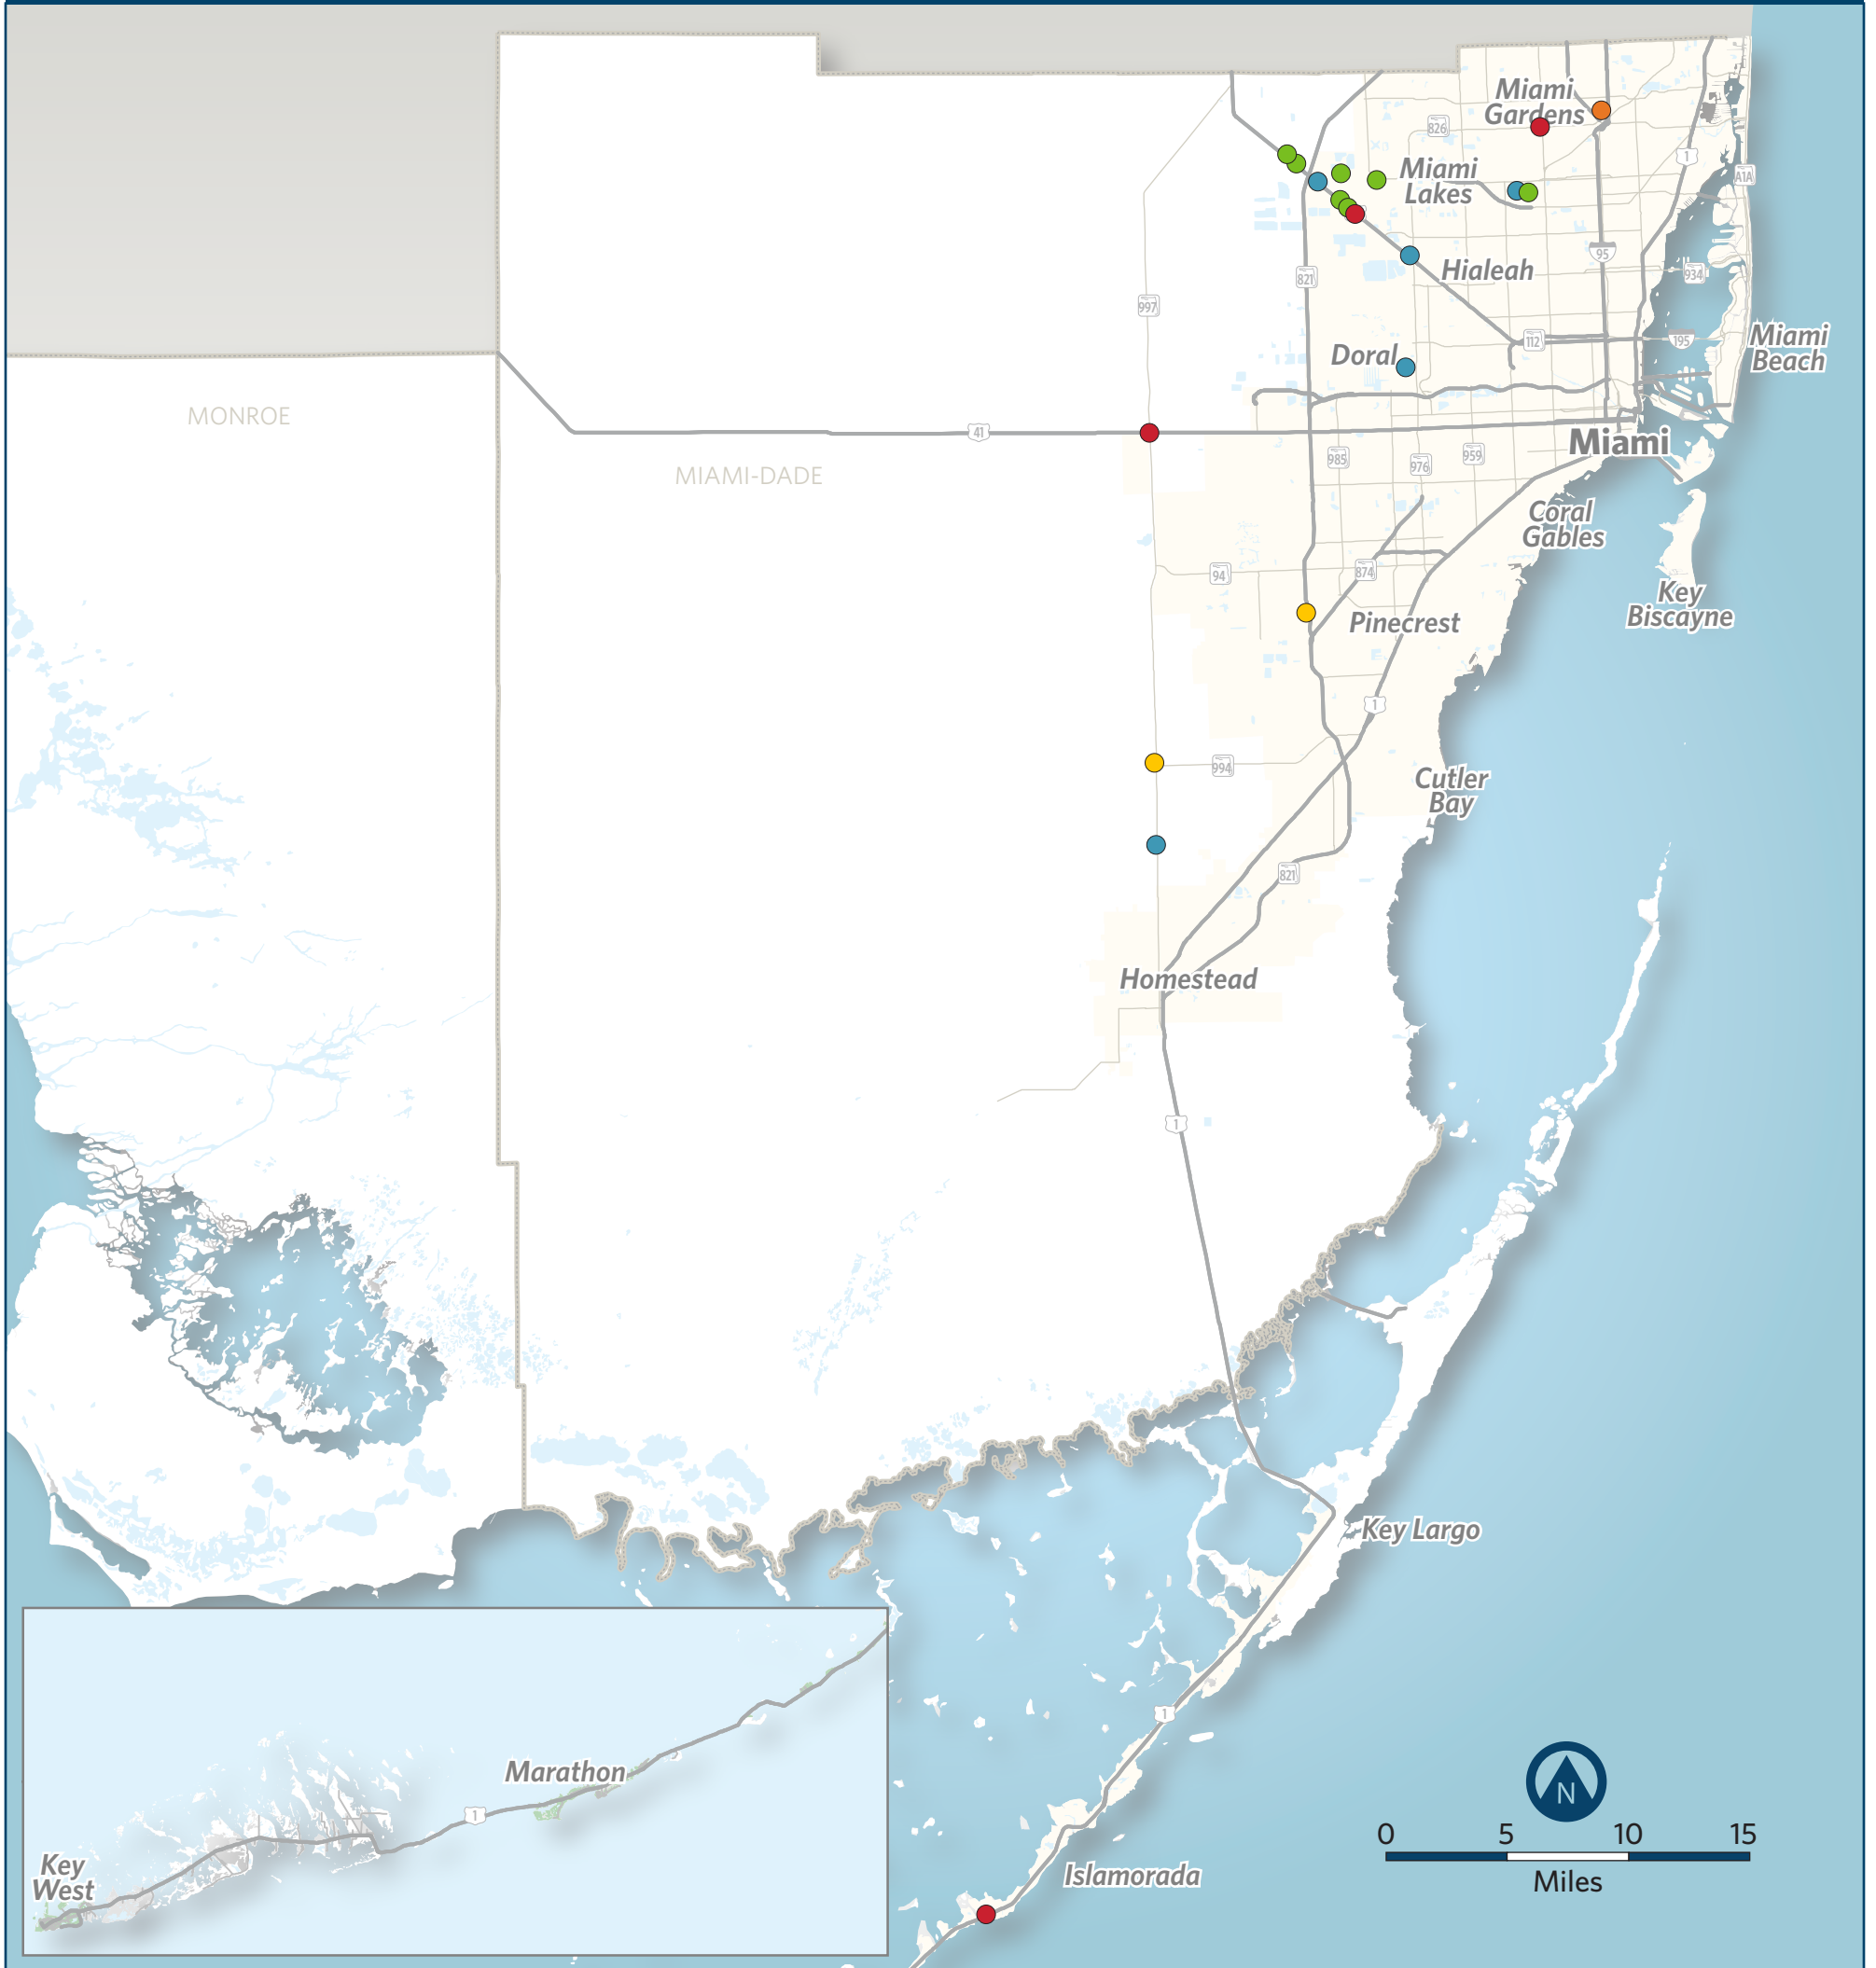 Miami
Gardens
826
1
Miami
Lakes
A1A
95
934
Hialeah
821
997
112
195
Miami
Beach
Doral
MONROE
41
Miami
985
976
959
MIAMI-DADE
Coral
Gables
94
874
Key
Biscayne
Pinecrest
1
994
Cutler
Bay
821
Homestead
1
Key Largo
1
Marathon
1
N
0 5 10 15
Miles
Key
West
Islamorada